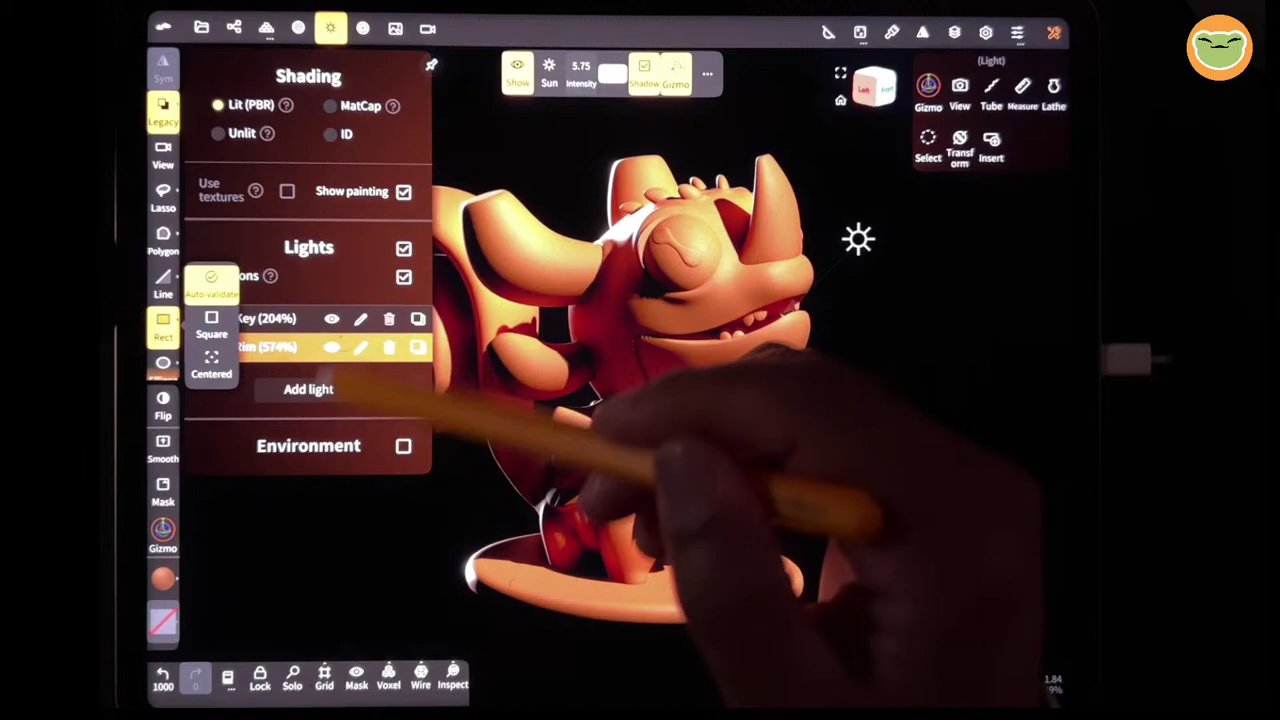 Sym
Legacy
View
Lasso
Polygon
Line
Rect
Flip
Smooth
Mask
Gizmo
Shading
Lit (PBR) ?
MatCap ?
Unlit ?
ID
Use textures ?
Show painting
Lights
ons ?
Key (204%)
Rim (574%)
Add light
Environment
Auto-validate
Square
Centered
Show
Sun
5.75
Intensity
Shadow
Gizmo
...
Left
Front
(Light)
Gizmo
View
Tube
Measure
Lathe
Select
Transf
orm
Insert
1000
0
Lock
Solo
Grid
Mask
Voxel
Wire
Inspect
1.84